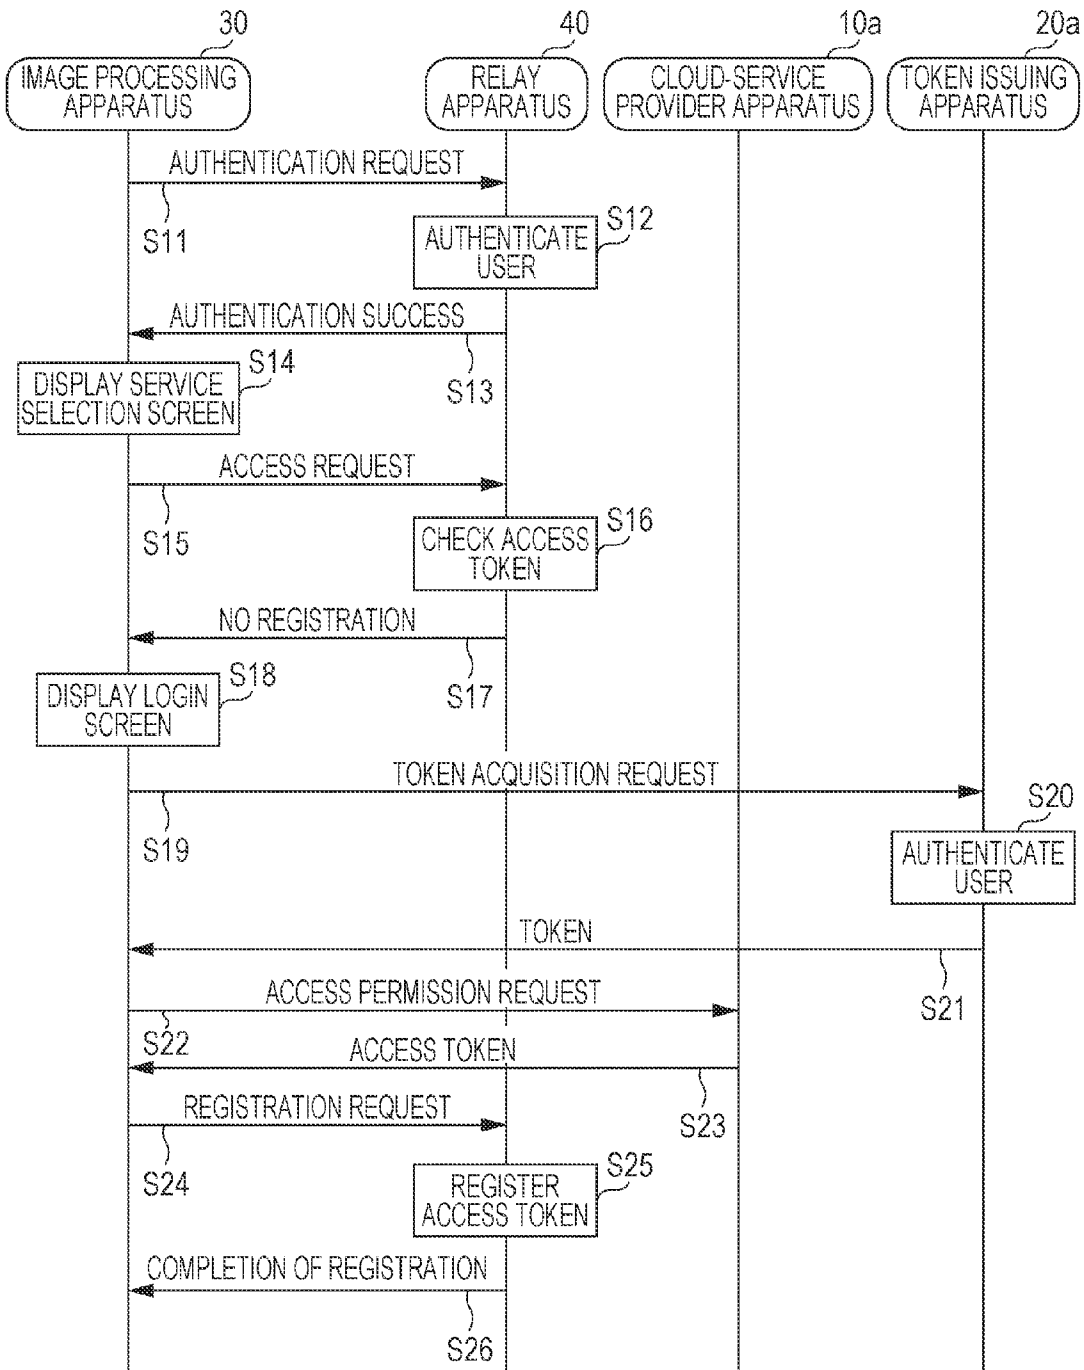 30
40
10a
20a
IMAGE PROCESSING
APPARATUS
RELAY
APPARATUS
CLOUD-SERVICE
PROVIDER APPARATUS
TOKEN ISSUING
APPARATUS
AUTHENTICATION REQUEST
S11
S12
AUTHENTICATE
USER
AUTHENTICATION SUCCESS
S13
S14
DISPLAY SERVICE
SELECTION SCREEN
ACCESS REQUEST
S15
S16
CHECK ACCESS
TOKEN
NO REGISTRATION
S17
S18
DISPLAY LOGIN
SCREEN
TOKEN ACQUISITION REQUEST
S19
S20
AUTHENTICATE
USER
TOKEN
S21
ACCESS PERMISSION REQUEST
S22
ACCESS TOKEN
S23
REGISTRATION REQUEST
S24
S25
REGISTER
ACCESS TOKEN
COMPLETION OF REGISTRATION
S26